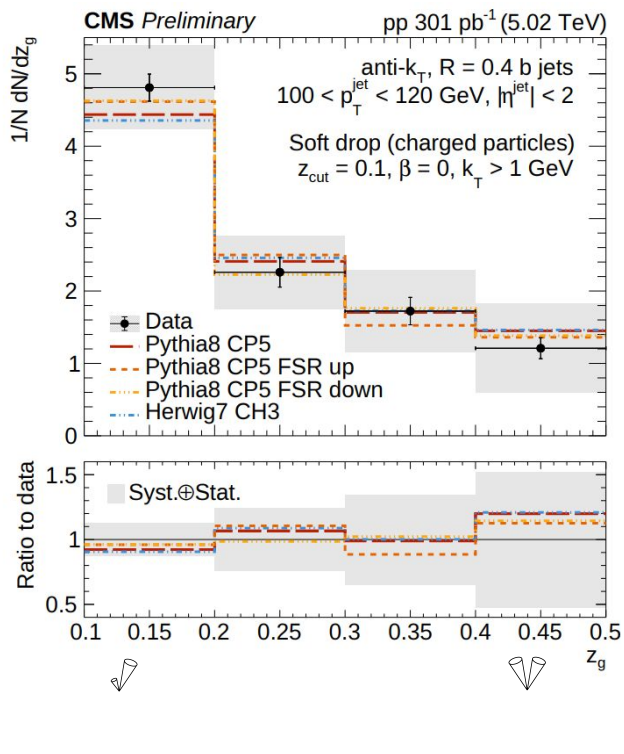 CMS Preliminary pp 301 pb⁻¹ (5.02 TeV)
1/N dN/dz_g
5
4
3
2
1
0
anti-k_T, R = 0.4 b jets
100 < p_T^jet < 120 GeV, |η^jet| < 2
Soft drop (charged particles)
z_cut = 0.1, β = 0, k_T > 1 GeV
Data
Pythia8 CP5
Pythia8 CP5 FSR up
Pythia8 CP5 FSR down
Herwig7 CH3
Ratio to data
1.5
1
0.5
Syst.⊕Stat.
0.1 0.15 0.2 0.25 0.3 0.35 0.4 0.45 0.5
z_g